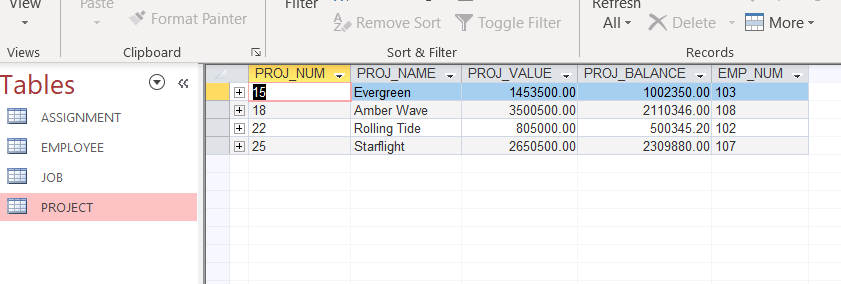 View Paste Format Painter Filter Remove Sort Toggle Filter Refresh All Delete More
Views Clipboard Sort & Filter Records
Tables
ASSIGNMENT
EMPLOYEE
JOB
PROJECT
PROJ_NUM PROJ_NAME PROJ_VALUE PROJ_BALANCE EMP_NUM
15 Evergreen 1453500.00 1002350.00 103
18 Amber Wave 3500500.00 2110346.00 108
22 Rolling Tide 805000.00 500345.20 102
25 Starflight 2650500.00 2309880.00 107